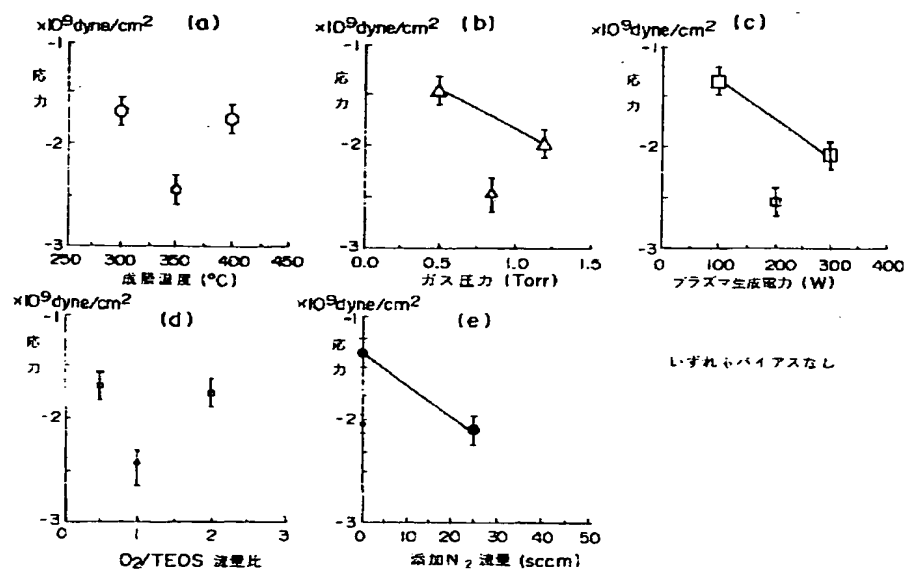 ×10⁹dyne/cm² (a)
-1
応力
-2
-3
250 300 350 400 450
成膜温度 (°C)
×10⁹dyne/cm² (b)
-1
応力
-2
-3
0.0 0.5 1.0 1.5
ガス圧力 (Torr)
×10⁹dyne/cm² (c)
-1
応力
-2
-3
0 100 200 300 400
プラズマ生成電力 (W)
×10⁹dyne/cm² (d)
-1
応力
-2
-3
0 1 2 3
O₂/TEOS 流量比
×10⁹dyne/cm² (e)
-1
応力
-2
-3
0 10 20 30 40 50
添加N₂流量 (sccm)
いずれもバイアスなし